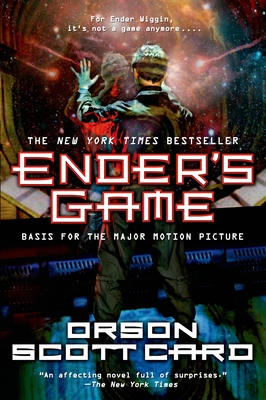 For Ender Wiggin,
it's not a game anymore....
THE NEW YORK TIMES BESTSELLER
ENDER'S
GAME
BASIS FOR THE MAJOR MOTION PICTURE
ORSON
SCOTT CARD
"An affecting novel full of surprises."
—The New York Times